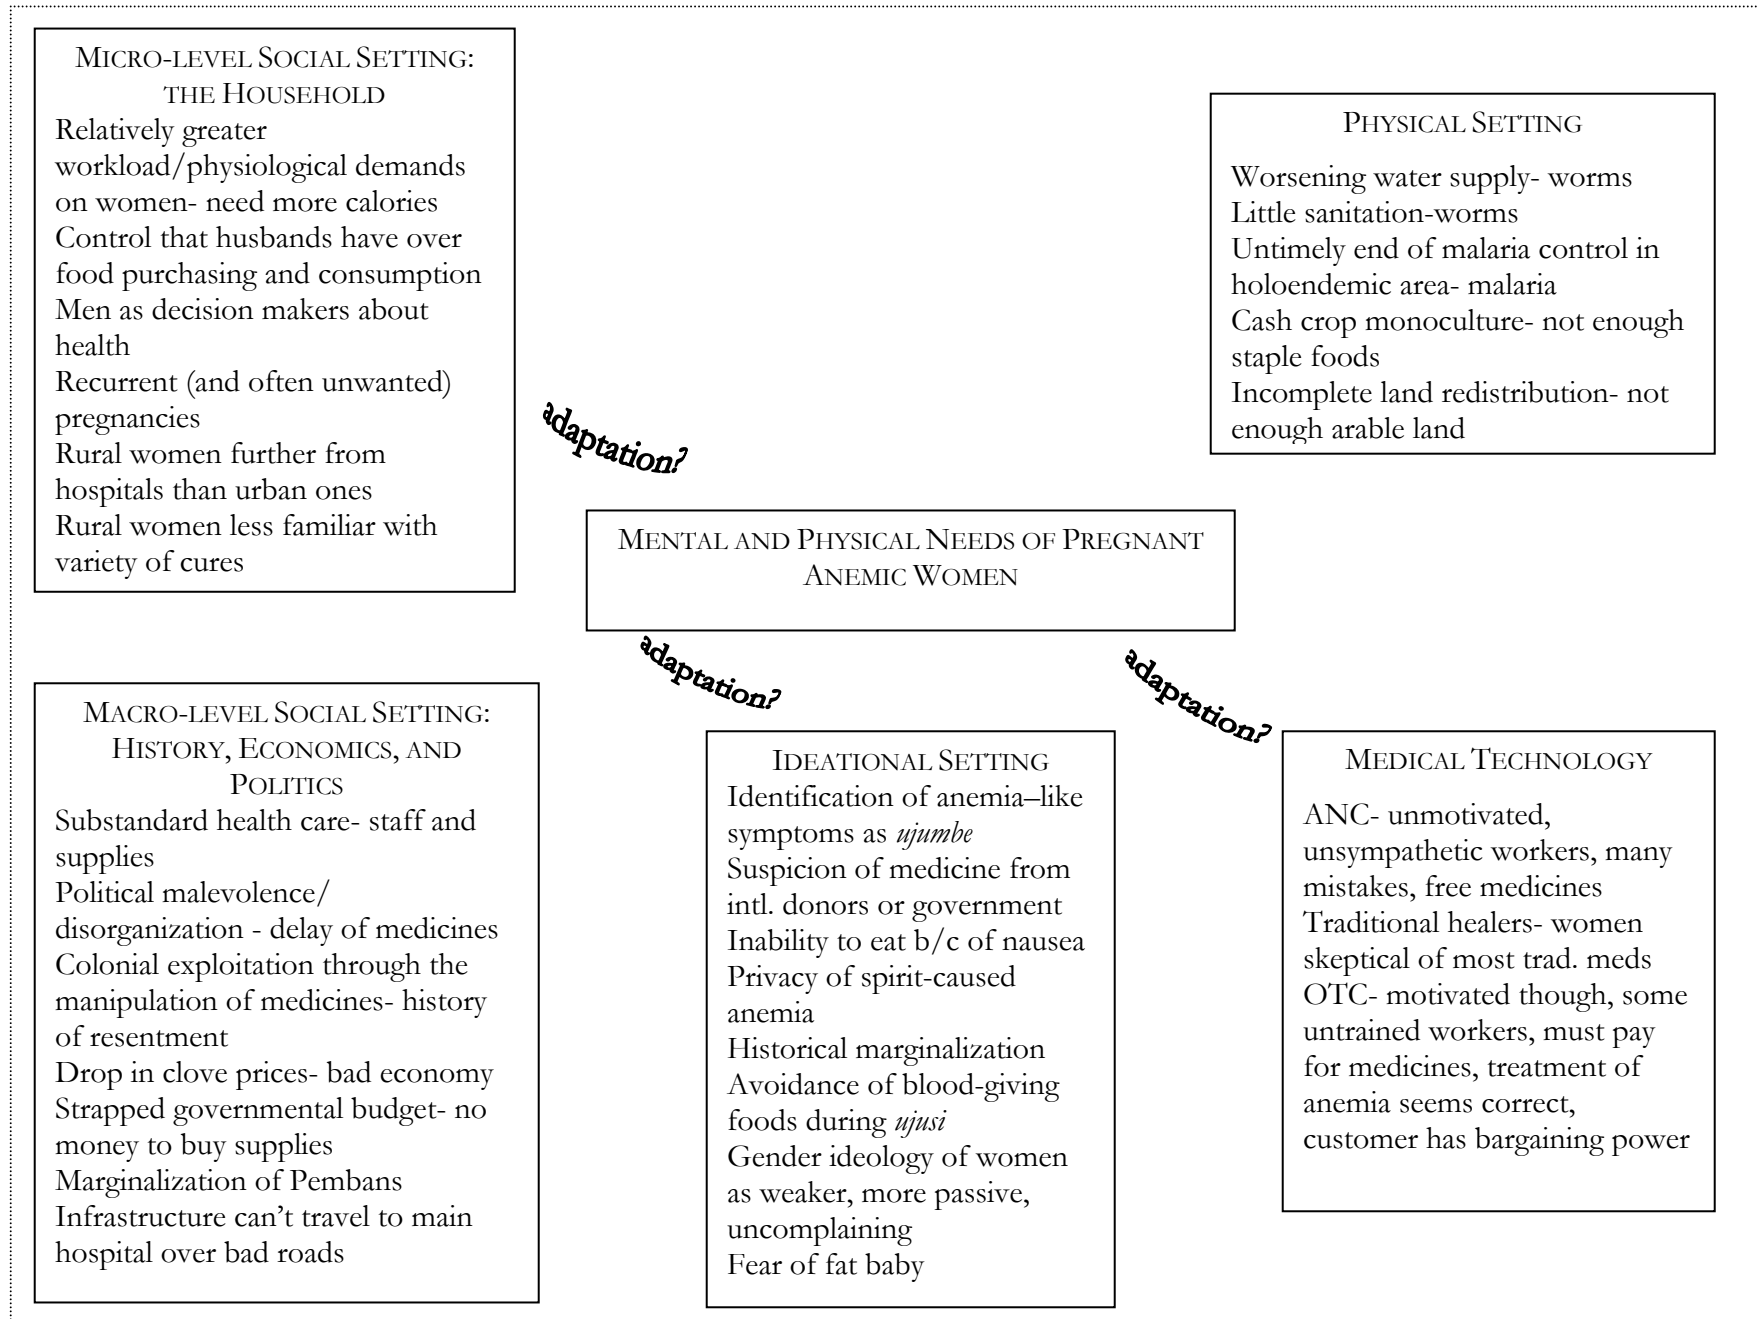 MICRO-LEVEL SOCIAL SETTING:
THE HOUSEHOLD
Relatively greater
workload/physiological demands
on women- need more calories
Control that husbands have over
food purchasing and consumption
Men as decision makers about
health
Recurrent (and often unwanted)
pregnancies
Rural women further from
hospitals than urban ones
Rural women less familiar with
variety of cures
PHYSICAL SETTING
Worsening water supply- worms
Little sanitation-worms
Untimely end of malaria control in
holoendemic area- malaria
Cash crop monoculture- not enough
staple foods
Incomplete land redistribution- not
enough arable land
adaptation?
MENTAL AND PHYSICAL NEEDS OF PREGNANT
ANEMIC WOMEN
adaptation?
adaptation?
MACRO-LEVEL SOCIAL SETTING:
HISTORY, ECONOMICS, AND
POLITICS
Substandard health care- staff and
supplies
Political malevolence/
disorganization - delay of medicines
Colonial exploitation through the
manipulation of medicines- history
of resentment
Drop in clove prices- bad economy
Strapped governmental budget- no
money to buy supplies
Marginalization of Pembans
Infrastructure can’t travel to main
hospital over bad roads
IDEATIONAL SETTING
Identification of anemia–like
symptoms as ujumbe
Suspicion of medicine from
intl. donors or government
Inability to eat b/c of nausea
Privacy of spirit-caused
anemia
Historical marginalization
Avoidance of blood-giving
foods during ujusi
Gender ideology of women
as weaker, more passive,
uncomplaining
Fear of fat baby
MEDICAL TECHNOLOGY
ANC- unmotivated,
unsympathetic workers, many
mistakes, free medicines
Traditional healers- women
skeptical of most trad. meds
OTC- motivated though, some
untrained workers, must pay
for medicines, treatment of
anemia seems correct,
customer has bargaining power